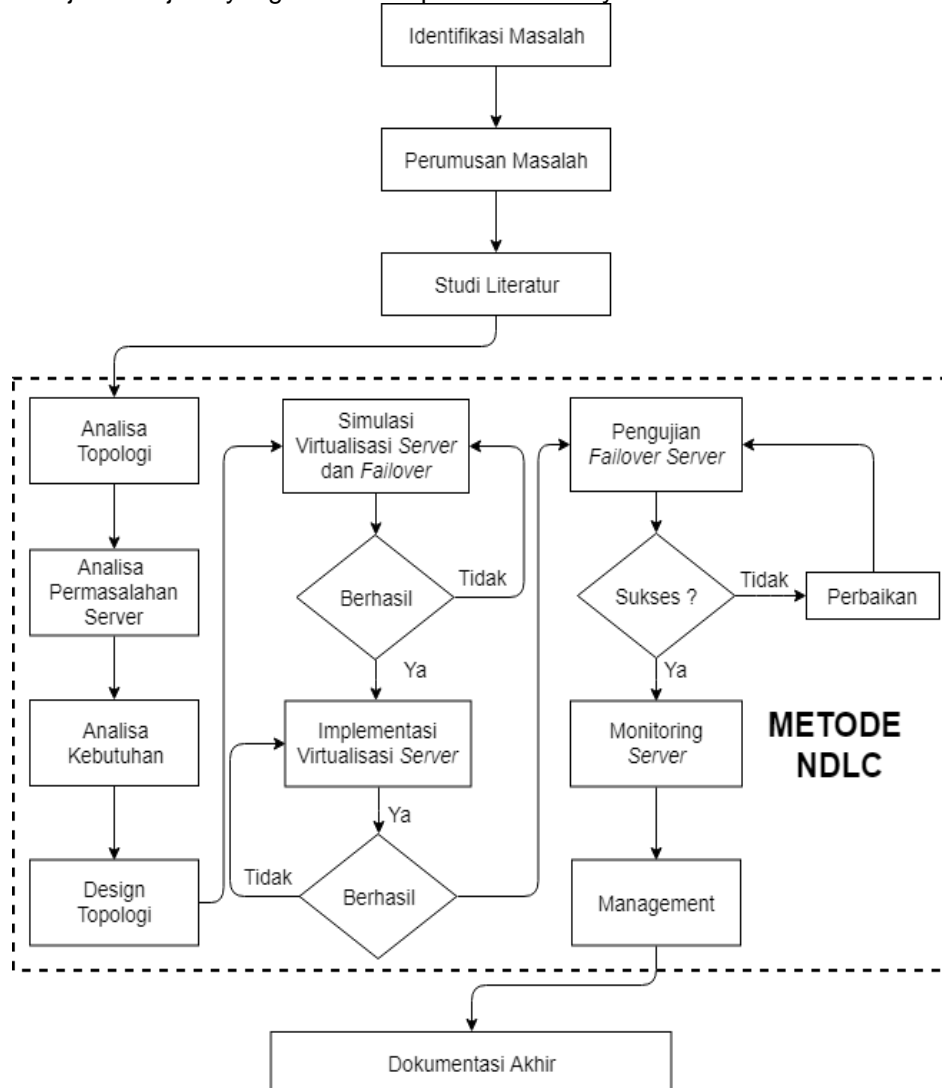 Identifikasi Masalah
Perumusan Masalah
Studi Literatur
Analisa
Topologi
Analisa
Permasalahan
Server
Analisa
Kebutuhan
Design
Topologi
Simulasi
Virtualisasi Server
dan Failover
Berhasil
Tidak
Ya
Implementasi
Virtualisasi Server
Ya
Tidak
Berhasil
Pengujian
Failover Server
Sukses ?
Tidak
Perbaikan
Ya
Monitoring
Server
METODE
NDLC
Management
Dokumentasi Akhir